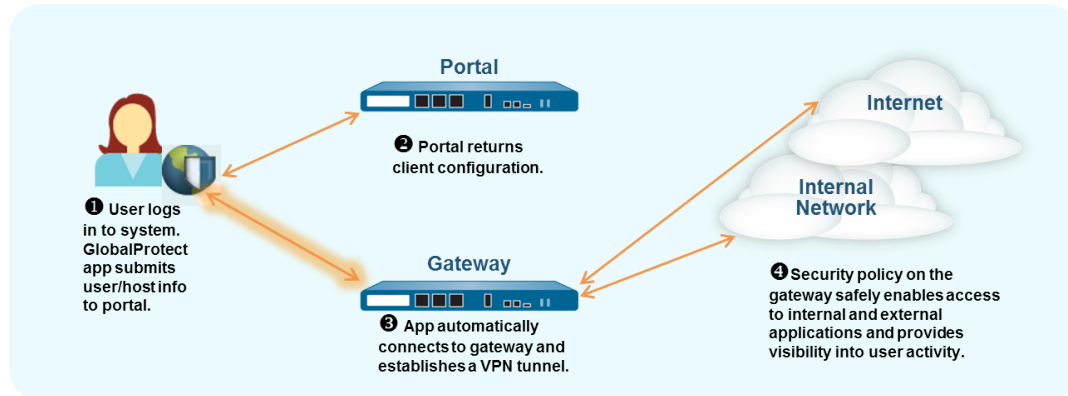 Portal
❷ Portal returns
client configuration.
❶ User logs
in to system.
GlobalProtect
app submits
user/host info
to portal.
Gateway
❸ App automatically
connects to gateway and
establishes a VPN tunnel.
Internet
Internal
Network
❹Security policy on the
gateway safely enables access
to internal and external
applications and provides
visibility into user activity.